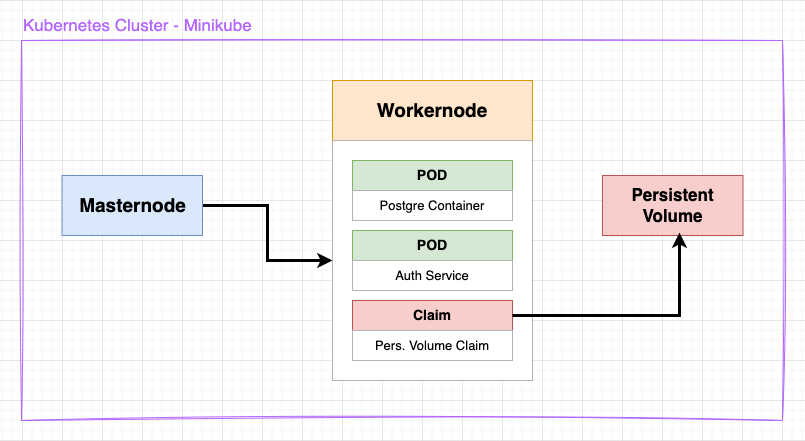 Kubernetes Cluster - Minikube
Workernode
POD
Postgre Container
POD
Auth Service
Claim
Pers. Volume Claim
Masternode
Persistent
Volume